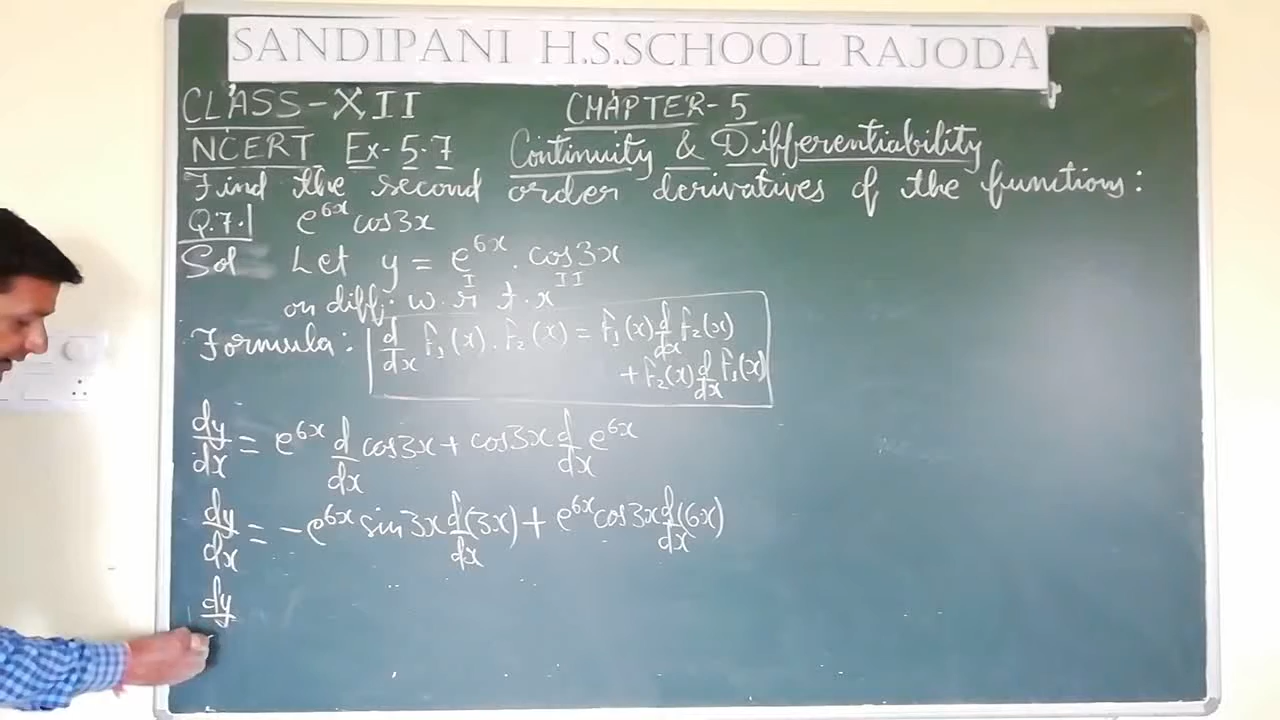 SANDIPANI H.S.SCHOOL RAJODA
CLASS-XII CHAPTER-5
NCERT Ex-5.7 Continuity & Differentiability
Find the second order derivatives of the functions:
Q.7.| e^6x cos3x
Sol Let y = e^6x . cos3x
I II
on diff. w.r.t.x
Formula: d/dx f₁(x).f₂(x) = f₁(x) d/dx f₂(x)
+ f₂(x) d/dx f₁(x)
dy/dx = e^6x d/dx cos3x + cos3x d/dx e^6x
dy/dx = -e^6x sin3x d/dx(3x) + e^6x cos3x d/dx(6x)
dy